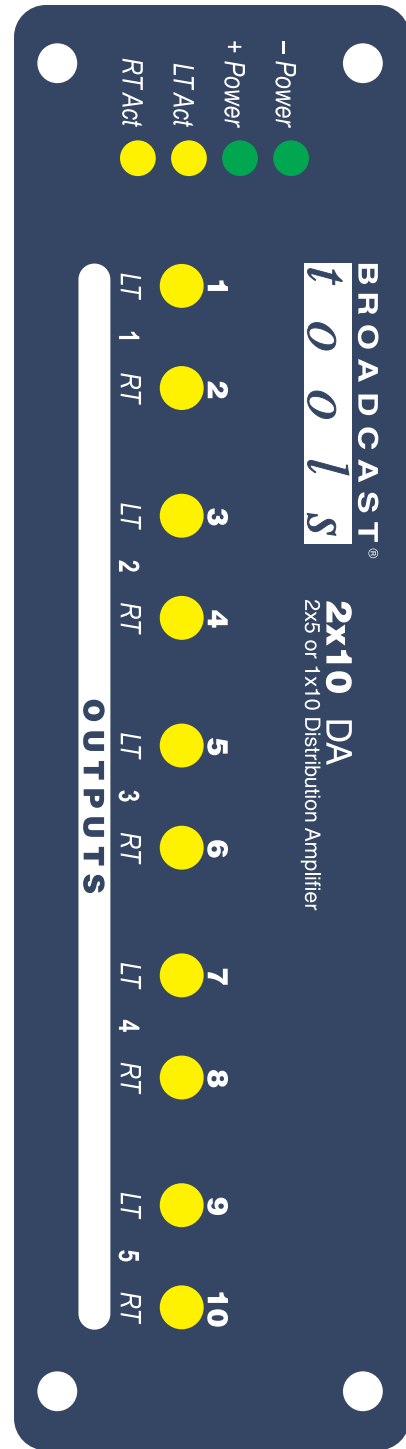 – Power
+ Power
LT Act
RT Act
BROADCAST®
tools
2x10 DA
2x5 or 1x10 Distribution Amplifier
1 2 3 4 5 6 7 8 9 10
LT 1 RT LT 2 RT LT 3 RT LT 4 RT LT 5 RT
OUTPUTS